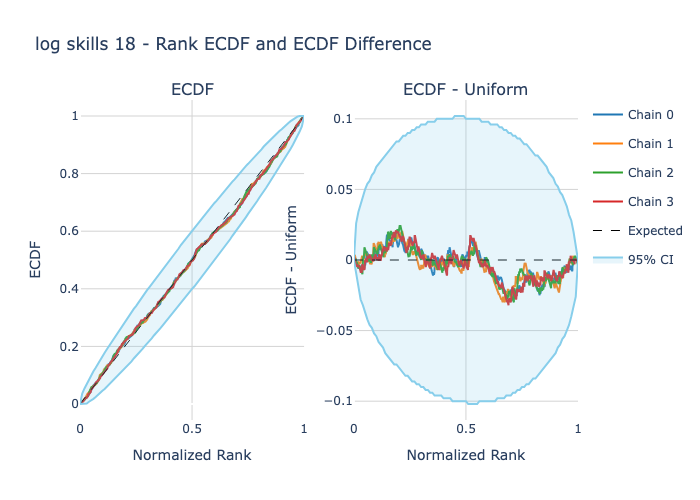 log skills 18 - Rank ECDF and ECDF Difference
ECDF
ECDF - Uniform
1
0.8
0.6
0.4
0.2
0
0
0.5
1
ECDF
Normalized Rank
0.1
0.05
0
−0.05
−0.1
0
0.5
1
ECDF - Uniform
Normalized Rank
Chain 0
Chain 1
Chain 2
Chain 3
Expected
95% CI